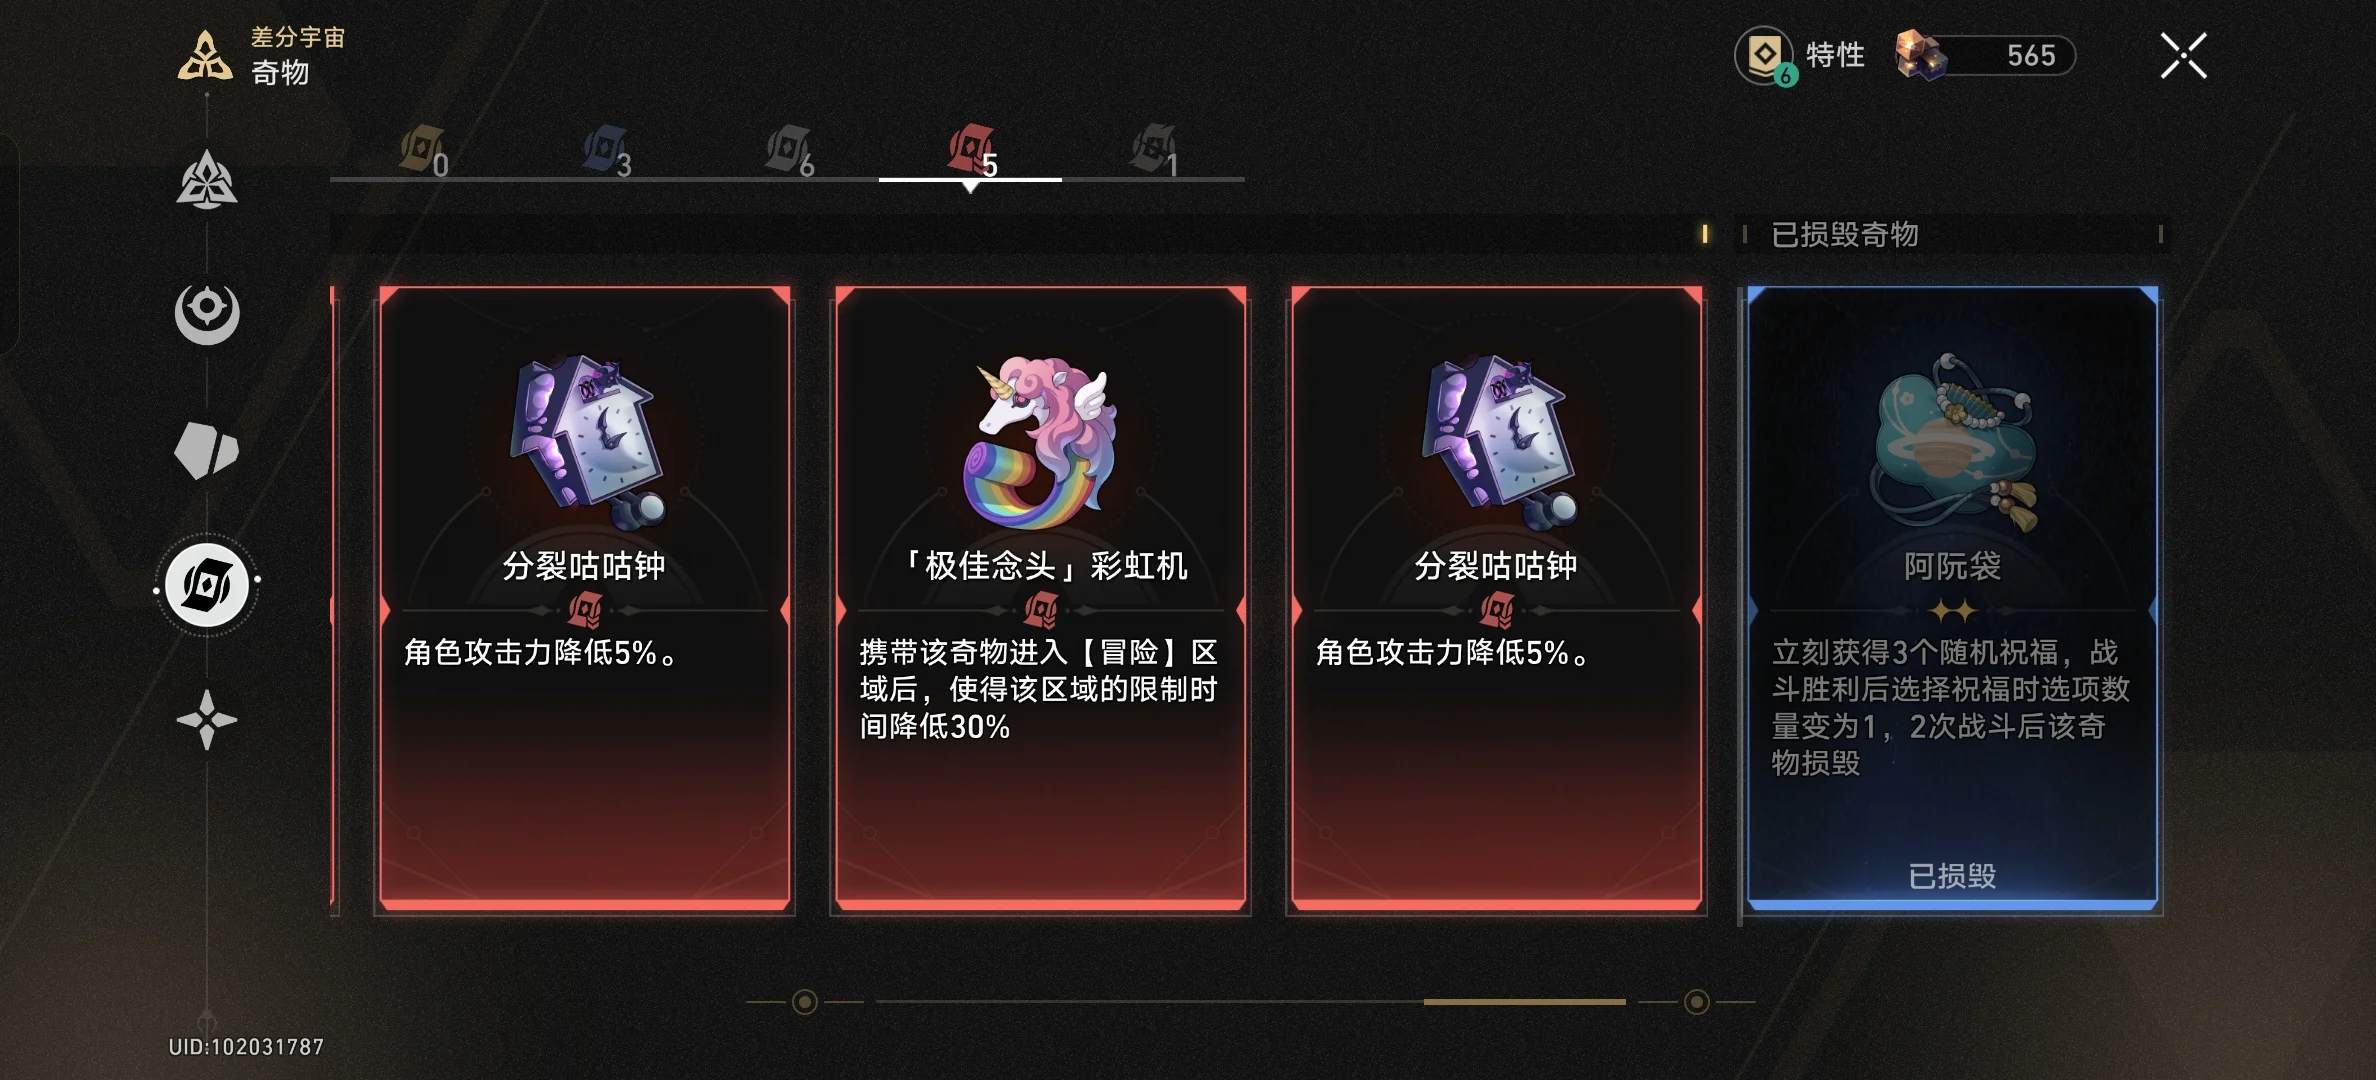 差分宇宙
奇物
特性
6
565
0
3
6
5
1
已损毁奇物
分裂咕咕钟
角色攻击力降低5%。
「极佳念头」彩虹机
携带该奇物进入【冒险】区
域后，使得该区域的限制时
间降低30%
分裂咕咕钟
角色攻击力降低5%。
阿阮袋
立刻获得3个随机祝福，战
斗胜利后选择祝福时选项数
量变为1，2次战斗后该奇
物损毁
已损毁
UID:102031787